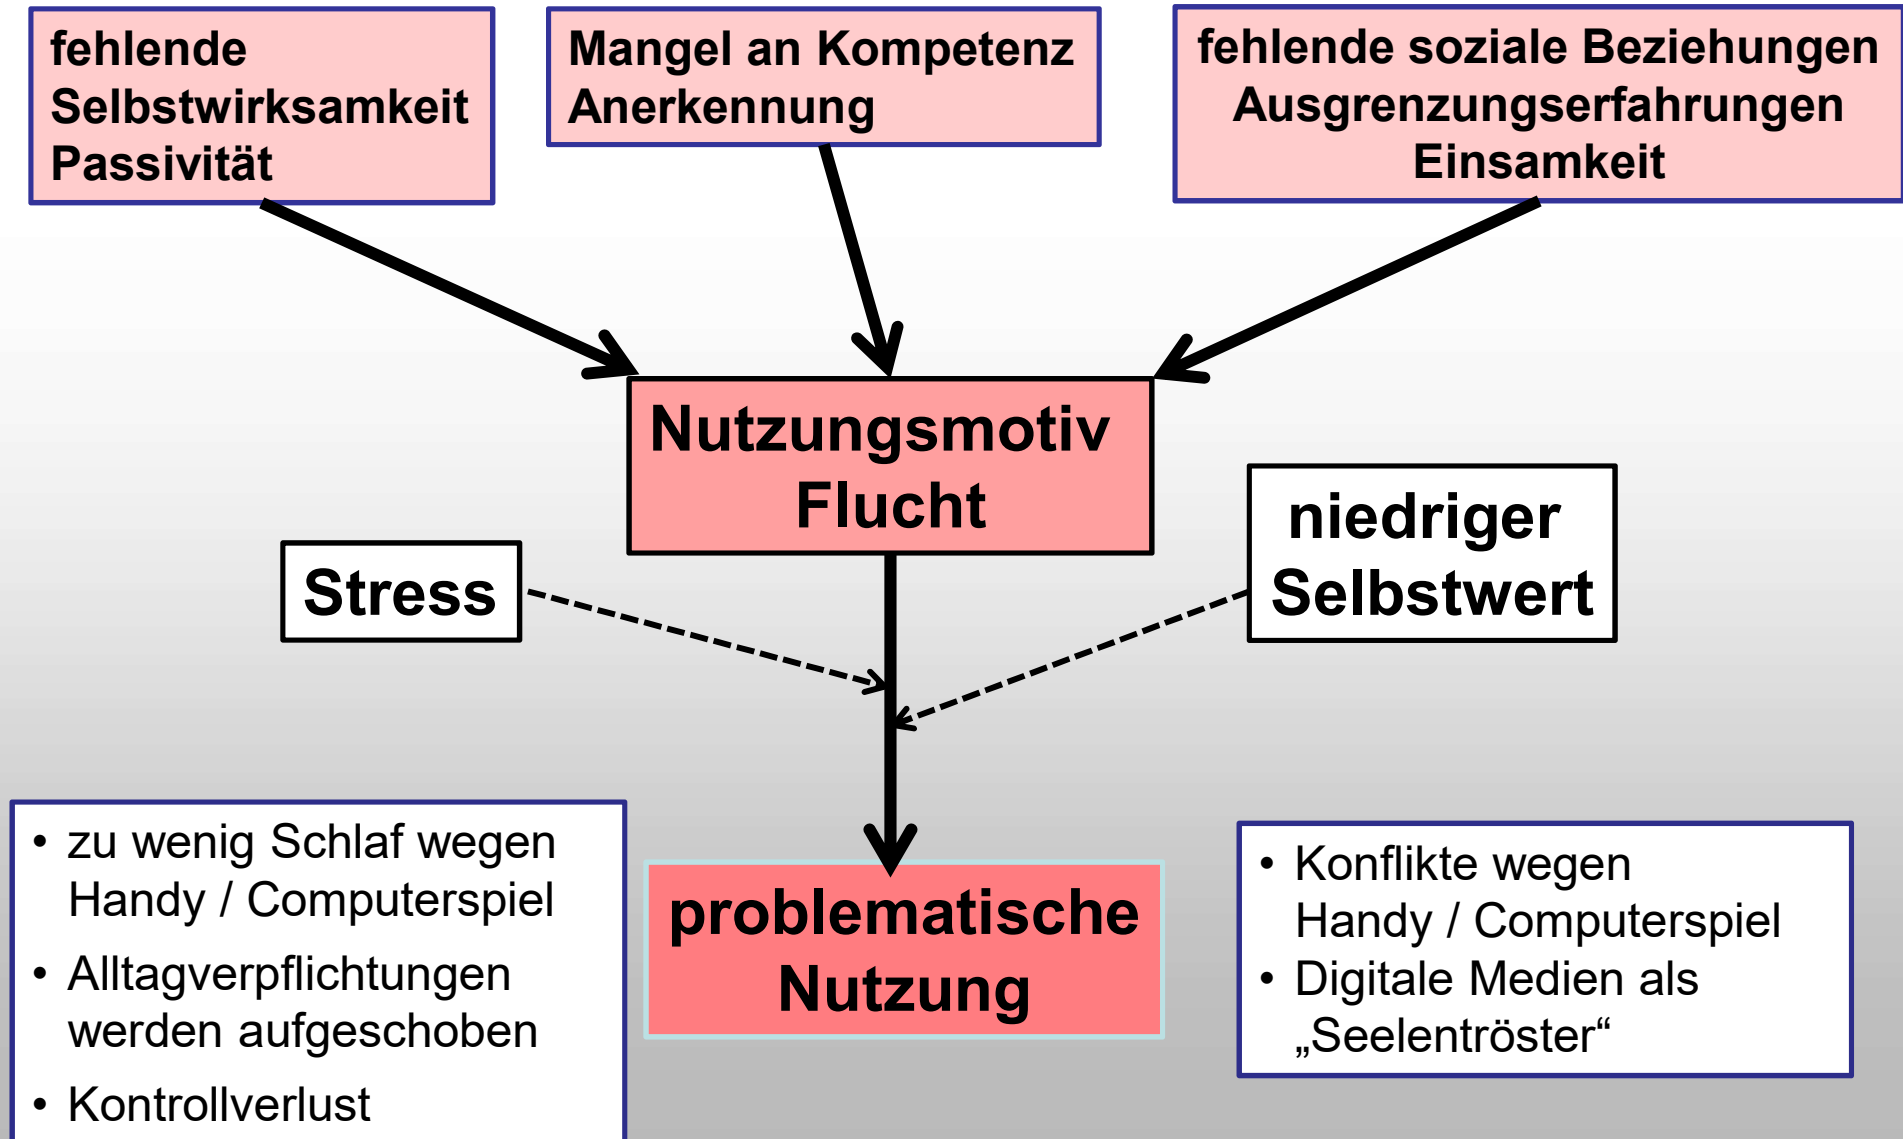 fehlende
Selbstwirksamkeit
Passivität
Mangel an Kompetenz
Anerkennung
fehlende soziale Beziehungen
Ausgrenzungserfahrungen
Einsamkeit
Nutzungsmotiv
Flucht
Stress
niedriger
Selbstwert
• zu wenig Schlaf wegen
Handy / Computerspiel
• Alltagverpflichtungen
werden aufgeschoben
• Kontrollverlust
problematische
Nutzung
• Konflikte wegen
Handy / Computerspiel
• Digitale Medien als
„Seelentröster“